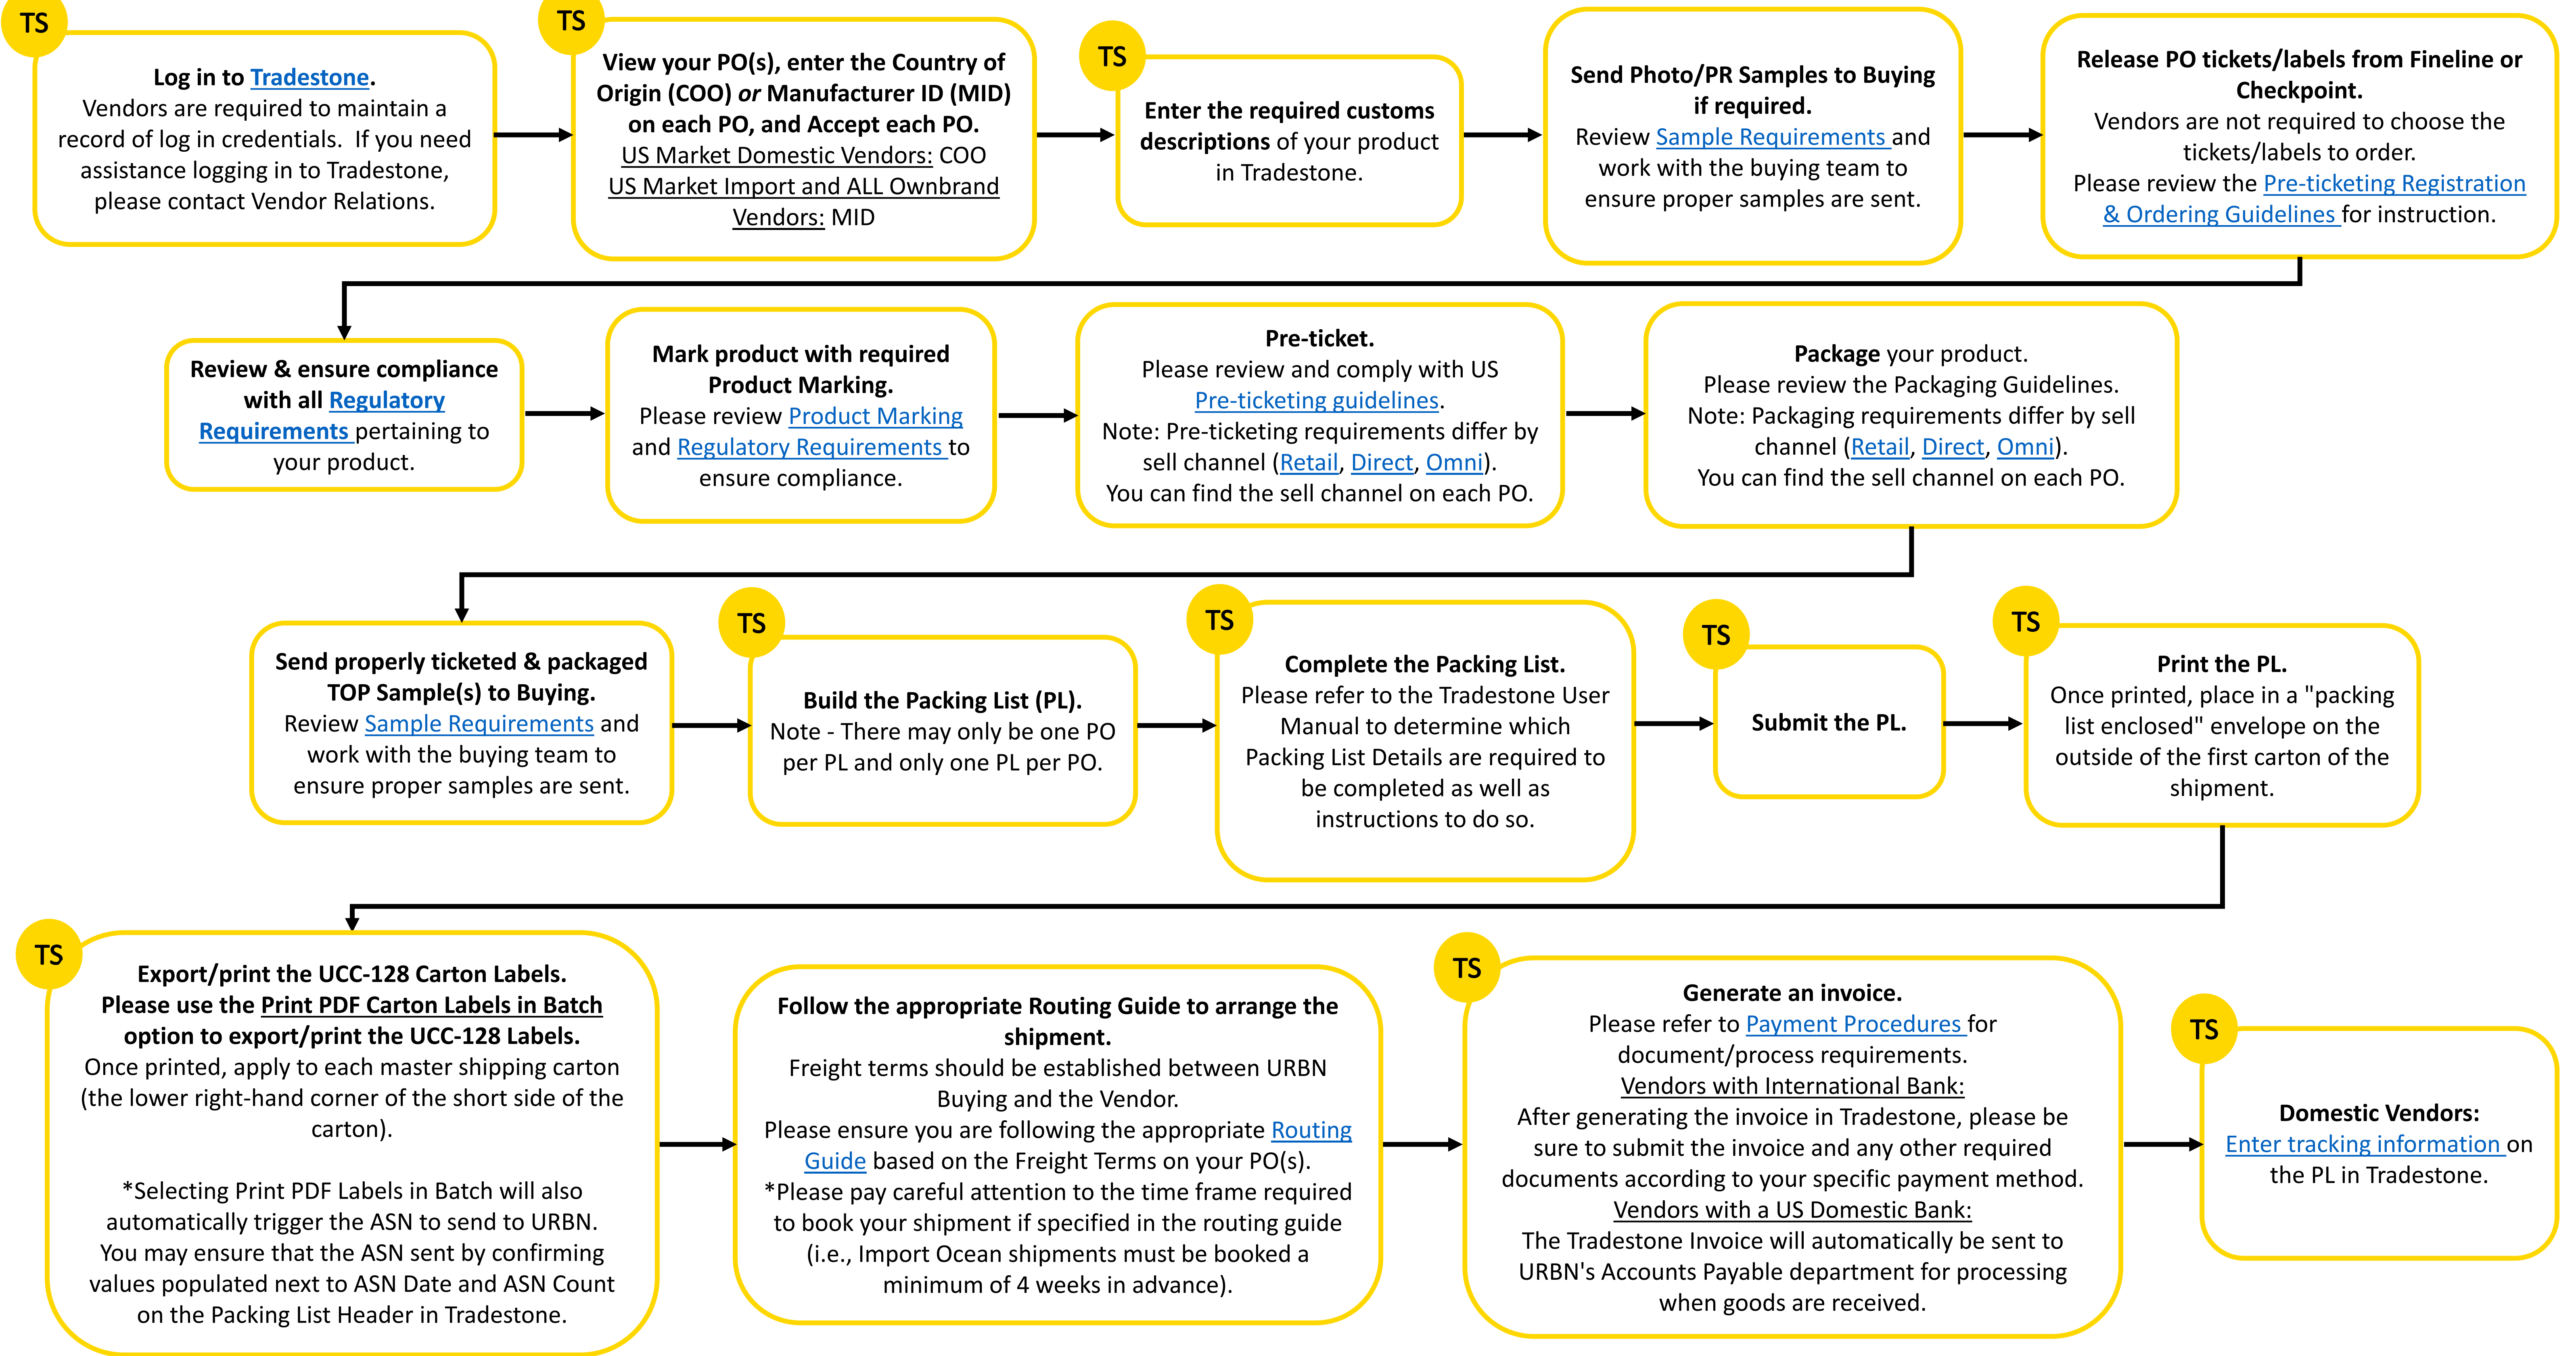 TS
Log in to Tradestone.
Vendors are required to maintain a
record of log in credentials.  If you need
assistance logging in to Tradestone,
please contact Vendor Relations.
TS
View your PO(s), enter the Country of
Origin (COO) or Manufacturer ID (MID)
on each PO, and Accept each PO.
US Market Domestic Vendors: COO
US Market Import and ALL Ownbrand
Vendors: MID
TS
Enter the required customs
descriptions of your product
in Tradestone.
Send Photo/PR Samples to Buying
if required.
Review Sample Requirements and
work with the buying team to
ensure proper samples are sent.
Release PO tickets/labels from Fineline or
Checkpoint.
Vendors are not required to choose the
tickets/labels to order.
Please review the Pre-ticketing Registration
& Ordering Guidelines for instruction.
Review & ensure compliance
with all Regulatory
Requirements pertaining to
your product.
Mark product with required
Product Marking.
Please review Product Marking
and Regulatory Requirements to
ensure compliance.
Pre-ticket.
Please review and comply with US
Pre-ticketing guidelines.
Note: Pre-ticketing requirements differ by
sell channel (Retail, Direct, Omni).
You can find the sell channel on each PO.
Package your product.
Please review the Packaging Guidelines.
Note: Packaging requirements differ by sell
channel (Retail, Direct, Omni).
You can find the sell channel on each PO.
Send properly ticketed & packaged
TOP Sample(s) to Buying.
Review Sample Requirements and
work with the buying team to
ensure proper samples are sent.
TS
Build the Packing List (PL).
Note - There may only be one PO
per PL and only one PL per PO.
TS
Complete the Packing List.
Please refer to the Tradestone User
Manual to determine which
Packing List Details are required to
be completed as well as
instructions to do so.
TS
Submit the PL.
TS
Print the PL.
Once printed, place in a "packing
list enclosed" envelope on the
outside of the first carton of the
shipment.
TS
Export/print the UCC-128 Carton Labels.
Please use the Print PDF Carton Labels in Batch
option to export/print the UCC-128 Labels.
Once printed, apply to each master shipping carton
(the lower right-hand corner of the short side of the
carton).
*Selecting Print PDF Labels in Batch will also
automatically trigger the ASN to send to URBN.
You may ensure that the ASN sent by confirming
values populated next to ASN Date and ASN Count
on the Packing List Header in Tradestone.
Follow the appropriate Routing Guide to arrange the
shipment.
Freight terms should be established between URBN
Buying and the Vendor.
Please ensure you are following the appropriate Routing
Guide based on the Freight Terms on your PO(s).
*Please pay careful attention to the time frame required
to book your shipment if specified in the routing guide
(i.e., Import Ocean shipments must be booked a
minimum of 4 weeks in advance).
TS
Generate an invoice.
Please refer to Payment Procedures for
document/process requirements.
Vendors with International Bank:
After generating the invoice in Tradestone, please be
sure to submit the invoice and any other required
documents according to your specific payment method.
Vendors with a US Domestic Bank:
The Tradestone Invoice will automatically be sent to
URBN's Accounts Payable department for processing
when goods are received.
TS
Domestic Vendors:
Enter tracking information on
the PL in Tradestone.